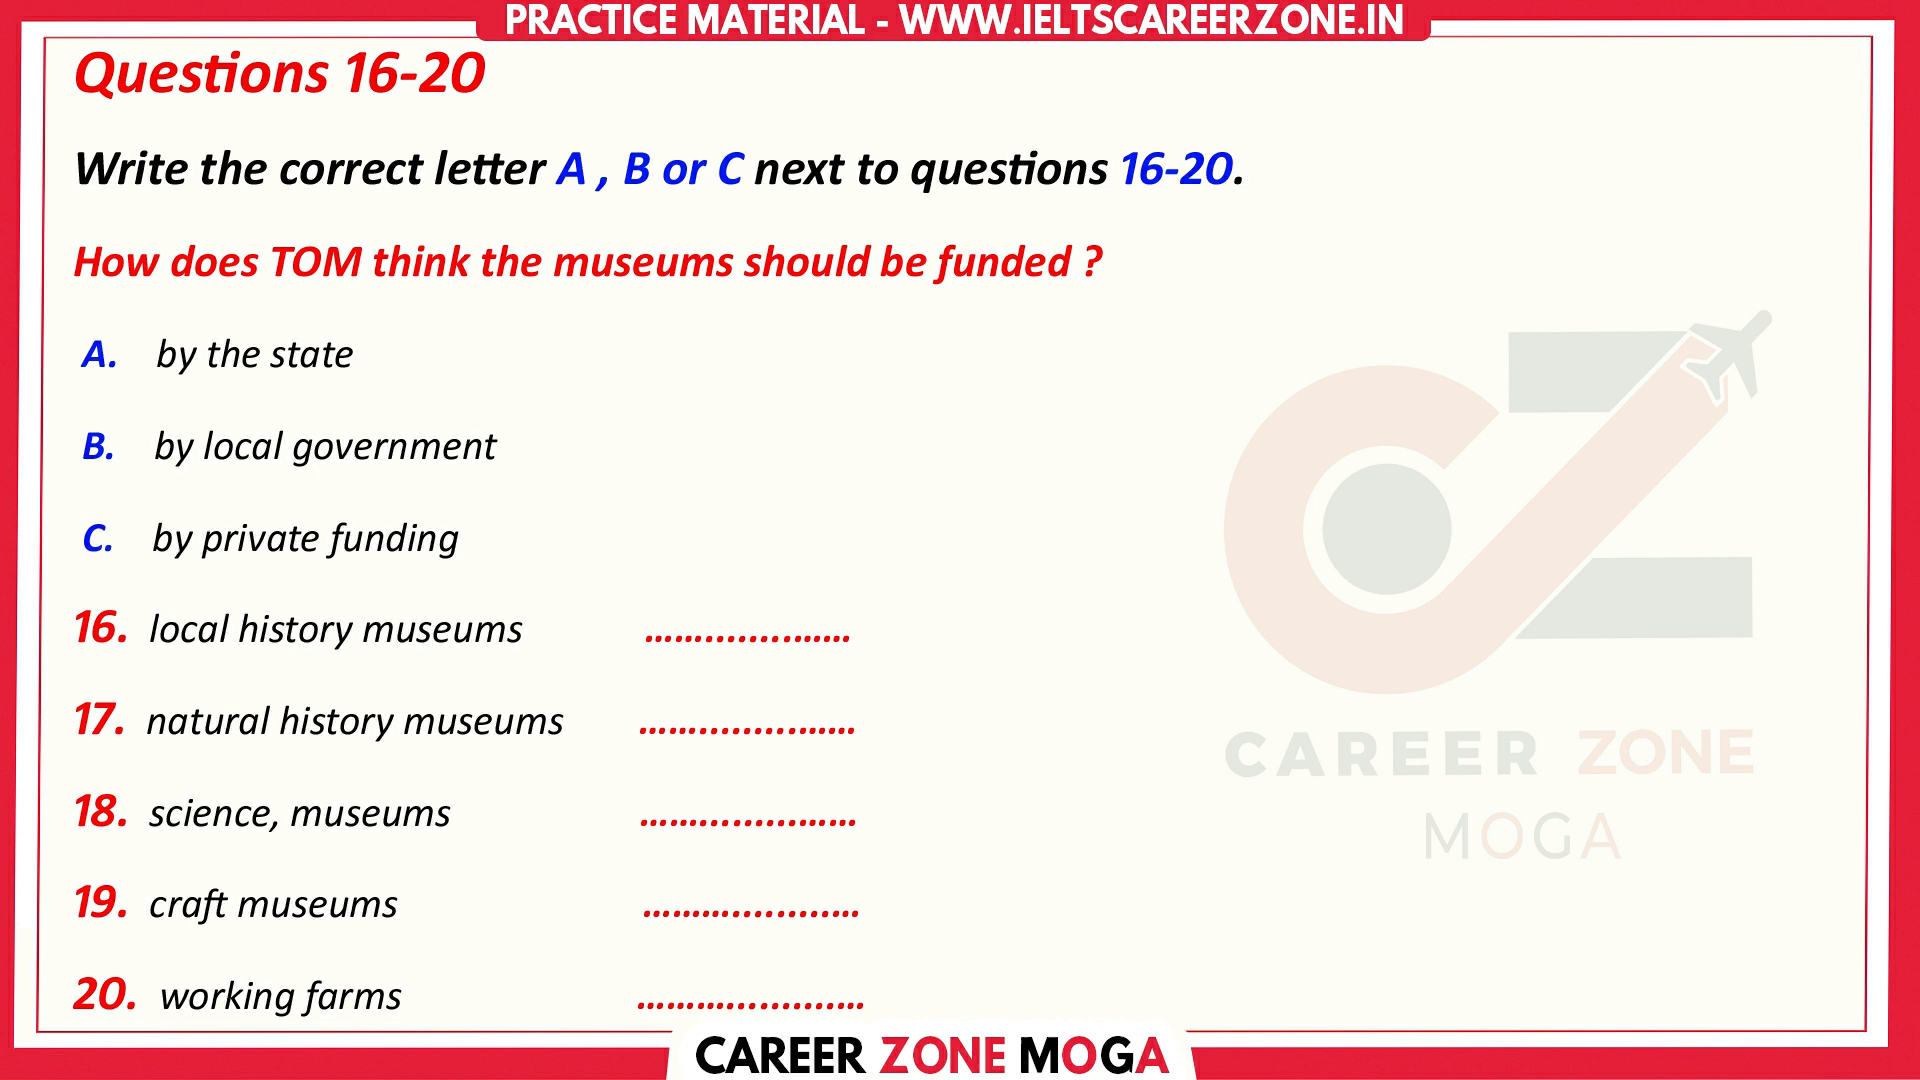 PRACTICE MATERIAL - WWW.IELTSCAREERZONE.IN
Questions 16-20
Write the correct letter A , B or C next to questions 16-20.
How does TOM think the museums should be funded ?
A. by the state
B. by local government
C. by private funding
16. local history museums ....................
17. natural history museums ....................
18. science, museums ....................
19. craft museums ....................
20. working farms ....................
CAREER ZONE
MOGA
CAREER ZONE MOGA